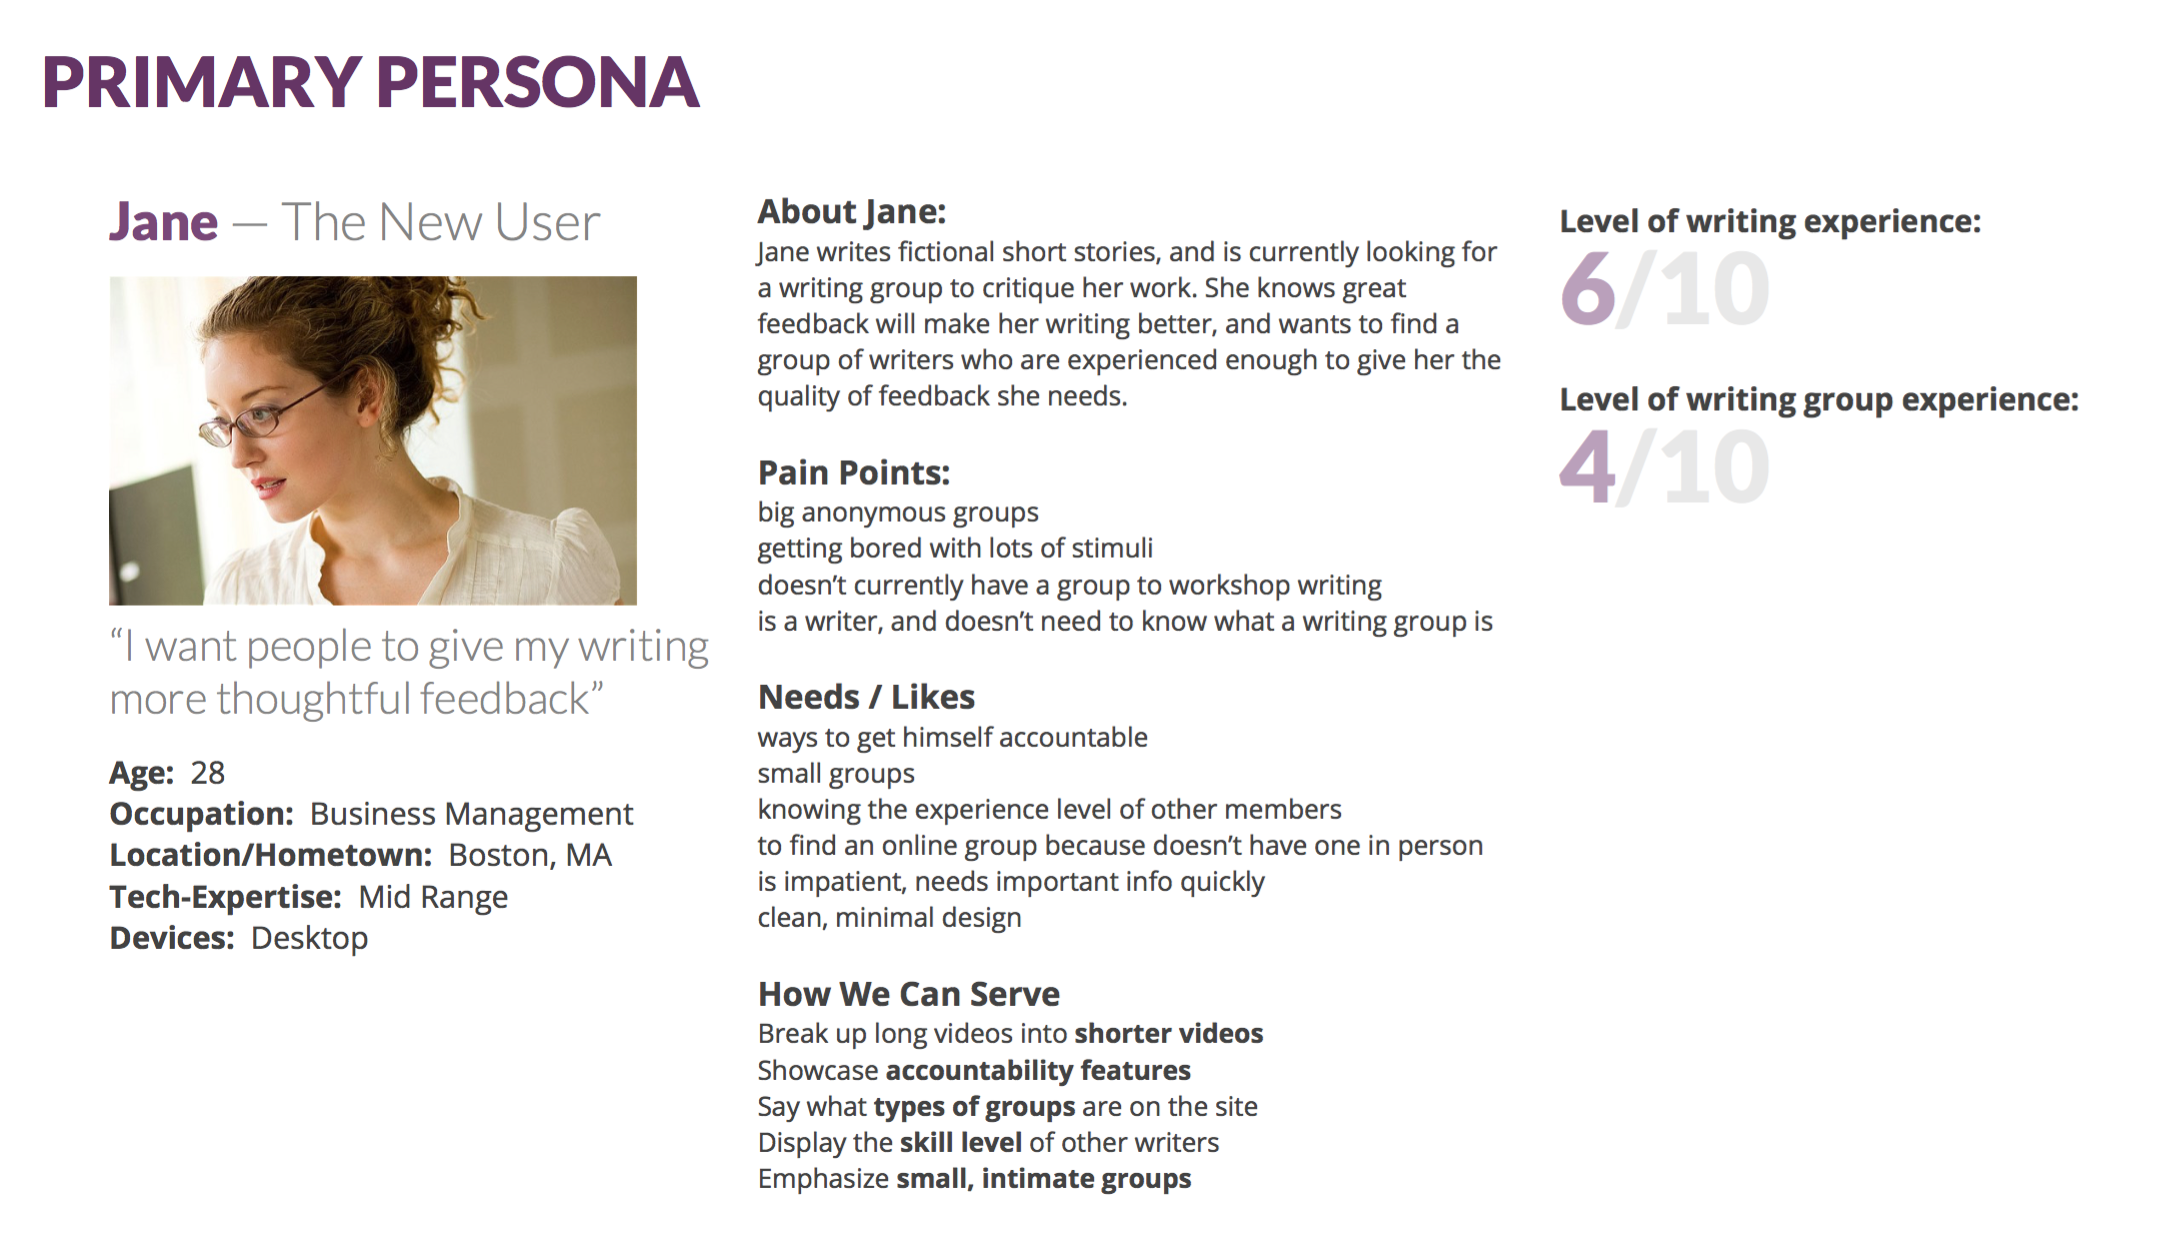 PRIMARY PERSONA
Jane — The New User
“I want people to give my writing
more thoughtful feedback”
Age: 28
Occupation: Business Management
Location/Hometown: Boston, MA
Tech-Expertise: Mid Range
Devices: Desktop
About Jane:
Jane writes fictional short stories, and is currently looking for
a writing group to critique her work. She knows great
feedback will make her writing better, and wants to find a
group of writers who are experienced enough to give her the
quality of feedback she needs.
Pain Points:
big anonymous groups
getting bored with lots of stimuli
doesn’t currently have a group to workshop writing
is a writer, and doesn’t need to know what a writing group is
Needs / Likes
ways to get himself accountable
small groups
knowing the experience level of other members
to find an online group because doesn’t have one in person
is impatient, needs important info quickly
clean, minimal design
How We Can Serve
Break up long videos into shorter videos
Showcase accountability features
Say what types of groups are on the site
Display the skill level of other writers
Emphasize small, intimate groups
Level of writing experience:
6/10
Level of writing group experience:
4/10